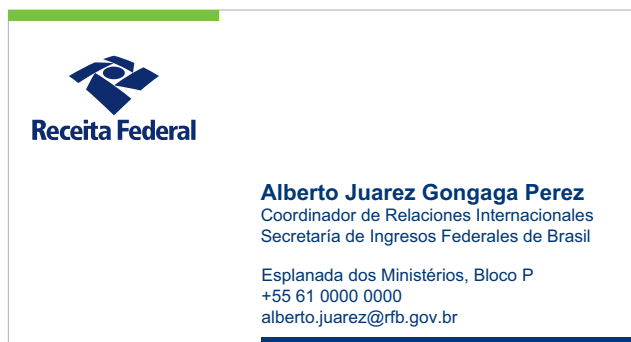 Receita Federal
Alberto Juarez Gongaga Perez
Coordinador de Relaciones Internacionales
Secretaría de Ingresos Federales de Brasil
Esplanada dos Ministérios, Bloco P
+55 61 0000 0000
alberto.juarez@rfb.gov.br